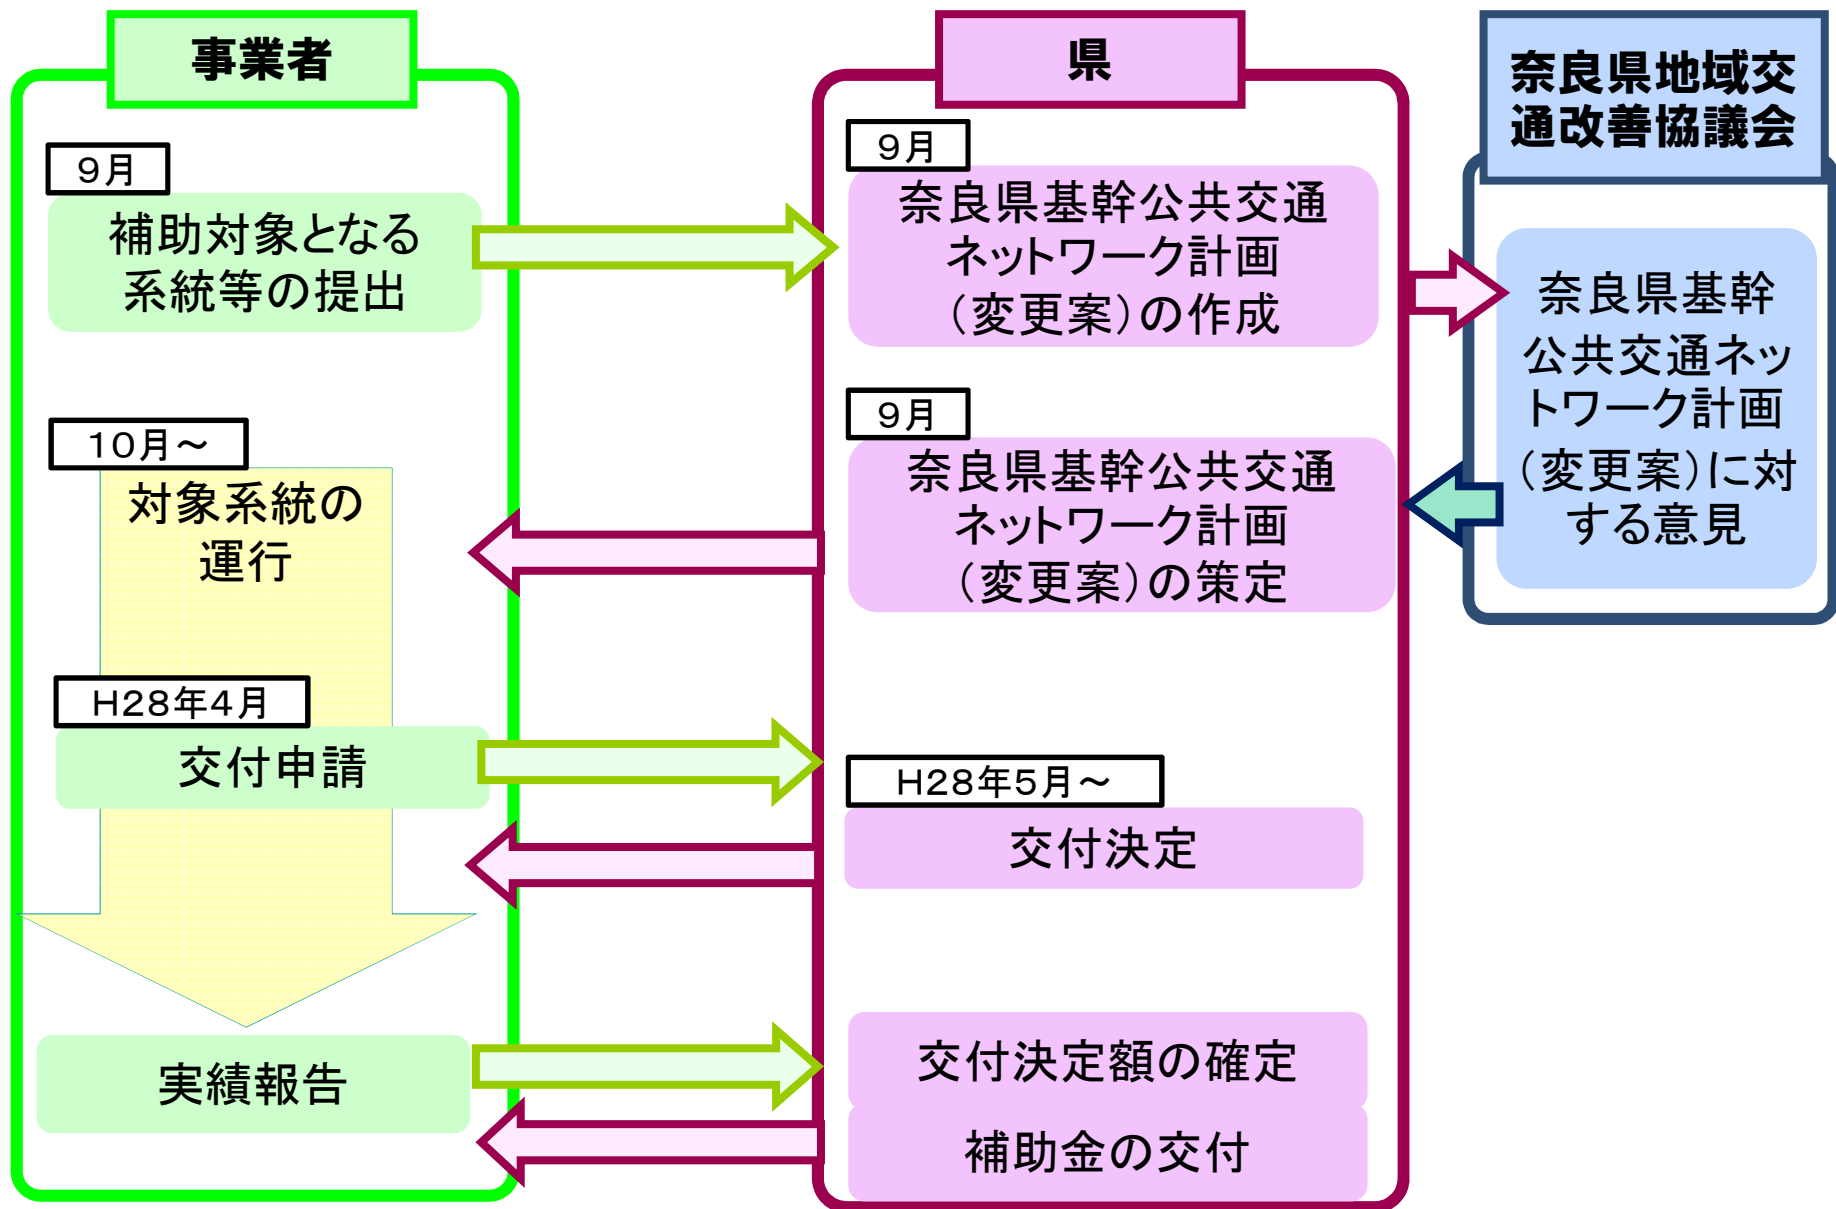 事業者
9月
補助対象となる
系統等の提出
10月～
対象系統の
運行
H28年4月
交付申請
実績報告
県
9月
奈良県基幹公共交通
ネットワーク計画
（変更案）の作成
9月
奈良県基幹公共交通
ネットワーク計画
（変更案）の策定
H28年5月～
交付決定
交付決定額の確定
補助金の交付
奈良県地域交
通改善協議会
奈良県基幹
公共交通ネッ
トワーク計画
（変更案）に対
する意見